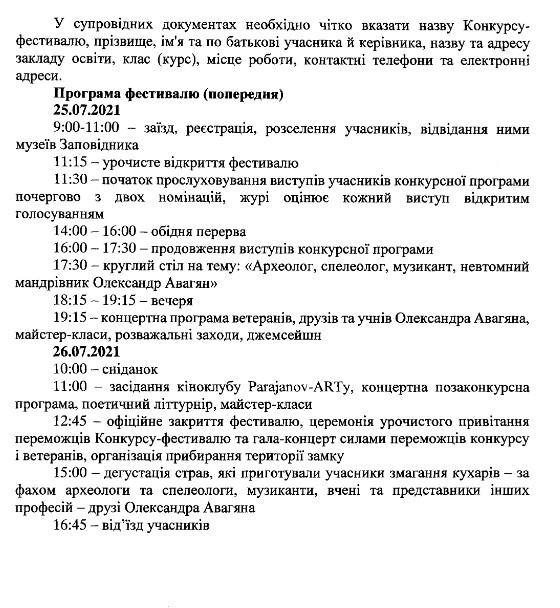 У супровідних документах необхідно чітко вказати назву Конкурсу-
фестивалю, прізвище, ім'я та по батькові учасника й керівника, назву та адресу
закладу освіти, клас (курс), місце роботи, контактні телефони та електронні
адреси.
Програма фестивалю (попередня)
25.07.2021
9:00-11:00 – заїзд, реєстрація, розселення учасників, відвідання ними
музеїв Заповідника
11:15 – урочисте відкриття фестивалю
11:30 – початок прослуховування виступів учасників конкурсної програми
почергово з двох номінацій, журі оцінює кожний виступ відкритим
голосуванням
14:00 – 16:00 – обідня перерва
16:00 – 17:30 – продовження виступів конкурсної програми
17:30 – круглий стіл на тему: «Археолог, спелеолог, музикант, невтомний
мандрівник Олександр Авагян»
18:15 – 19:15 – вечеря
19:15 – концертна програма ветеранів, друзів та учнів Олександра Авагяна,
майстер-класи, розважальні заходи, джемсейшн
26.07.2021
10:00 – сніданок
11:00 – засідання кіноклубу Parajanov-ARTу, концертна позаконкурсна
програма, поетичний літтурнір, майстер-класи
12:45 – офіційне закриття фестивалю, церемонія урочистого привітання
переможців Конкурсу-фестивалю та гала-концерт силами переможців конкурсу
і ветеранів, організація прибирання території замку
15:00 – дегустація страв, які приготували учасники змагання кухарів – за
фахом археологи та спелеологи, музиканти, вчені та представники інших
професій – друзі Олександра Авагяна
16:45 – від’їзд учасників